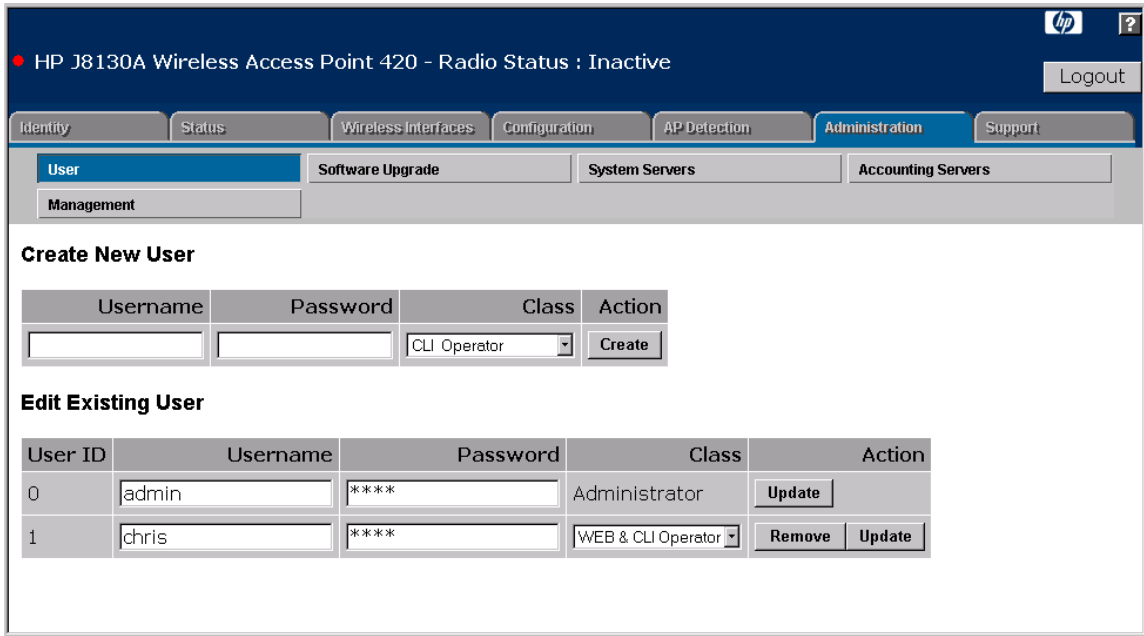 hp
?
HP J8130A Wireless Access Point 420 - Radio Status : Inactive
Logout
Identity Status Wireless Interfaces Configuration AP Detection Administration Support
User Software Upgrade System Servers Accounting Servers
Management
Create New User
Username Password Class Action
CLI Operator Create
Edit Existing User
User ID Username Password Class Action
0 admin **** Administrator Update
1 chris **** WEB & CLI Operator Remove Update